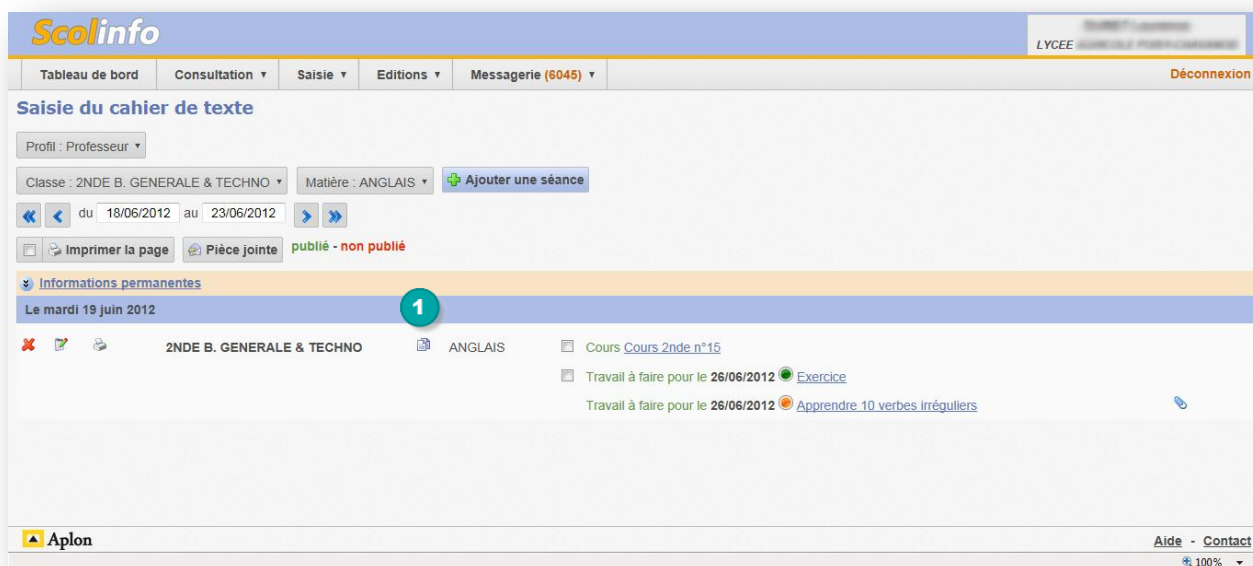 Scolinfo
LYCEE
Tableau de bord Consultation Saisie Editions Messagerie (6045) Déconnexion
Saisie du cahier de texte
Profil : Professeur
Classe : 2NDE B. GENERALE & TECHNO Matière : ANGLAIS Ajouter une séance
du 18/06/2012 au 23/06/2012
Imprimer la page Pièce jointe publié - non publié
Informations permanentes
Le mardi 19 juin 2012 1
2NDE B. GENERALE & TECHNO ANGLAIS Cours Cours 2nde n°15
Travail à faire pour le 26/06/2012 Exercice
Travail à faire pour le 26/06/2012 Apprendre 10 verbes irréguliers
Aplon Aide - Contact
100%